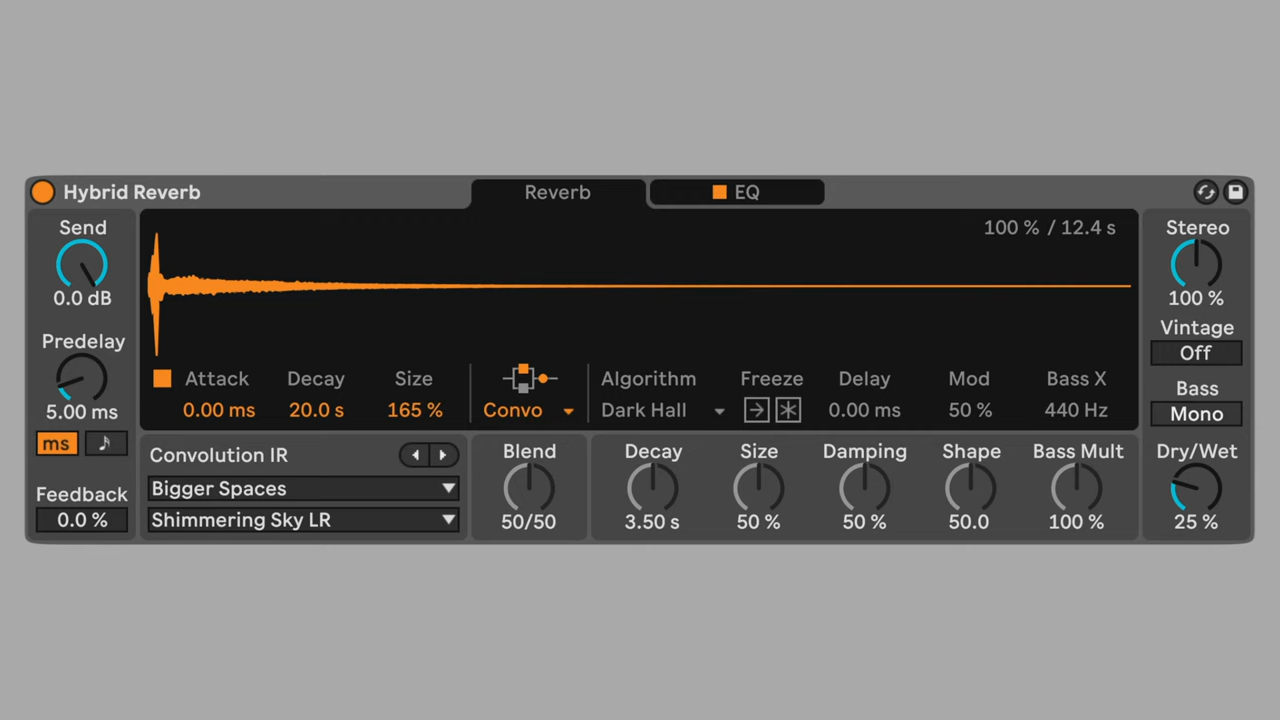 Hybrid Reverb
Reverb
EQ
Send
0.0 dB
Predelay
5.00 ms
ms
Feedback
0.0 %
100 % / 12.4 s
Attack Decay Size
0.00 ms 20.0 s 165 %
Convo
Algorithm Freeze Delay Mod Bass X
Dark Hall 0.00 ms 50 % 440 Hz
Convolution IR
Bigger Spaces
Shimmering Sky LR
Blend
50/50
Decay Size Damping Shape Bass Mult
3.50 s 50 % 50 % 50.0 100 %
Stereo
100 %
Vintage
Off
Bass
Mono
Dry/Wet
25 %